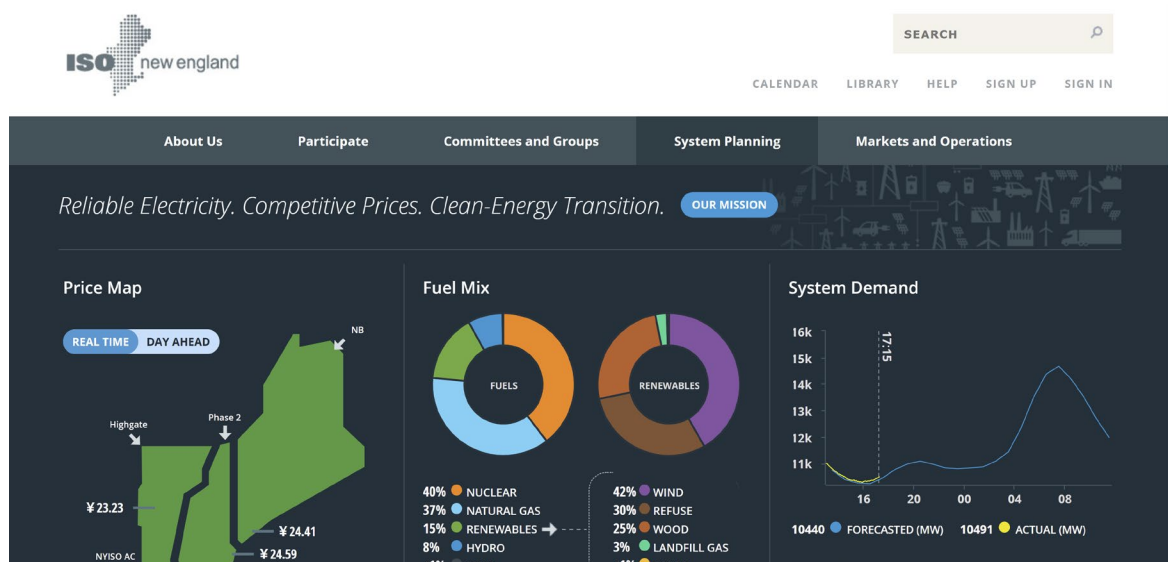 ISO new england
SEARCH
CALENDAR LIBRARY HELP SIGN UP SIGN IN
About Us Participate Committees and Groups System Planning Markets and Operations
Reliable Electricity. Competitive Prices. Clean-Energy Transition. OUR MISSION
Price Map
REAL TIME DAY AHEAD
NB
Highgate
Phase 2
¥ 23.23
¥ 24.41
¥ 24.59
NYISO AC
Fuel Mix
FUELS
RENEWABLES
40% NUCLEAR
37% NATURAL GAS
15% RENEWABLES
8% HYDRO
42% WIND
30% REFUSE
25% WOOD
3% LANDFILL GAS
System Demand
16k
15k
14k
13k
12k
11k
17:15
16 20 00 04 08
10440 FORECASTED (MW) 10491 ACTUAL (MW)